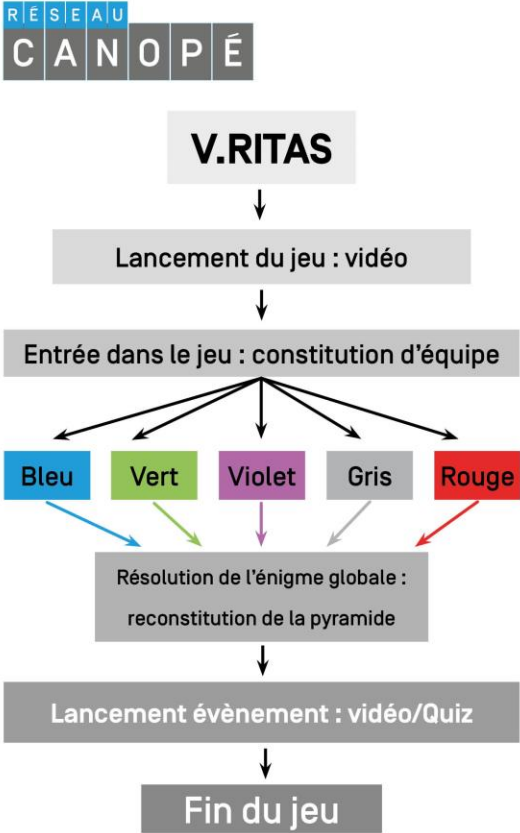 RÉSEAU
CANOPÉ
V.RITAS
Lancement du jeu : vidéo
Entrée dans le jeu : constitution d'équipe
Bleu Vert Violet Gris Rouge
Résolution de l'énigme globale :
reconstitution de la pyramide
Lancement évènement : vidéo/Quiz
Fin du jeu